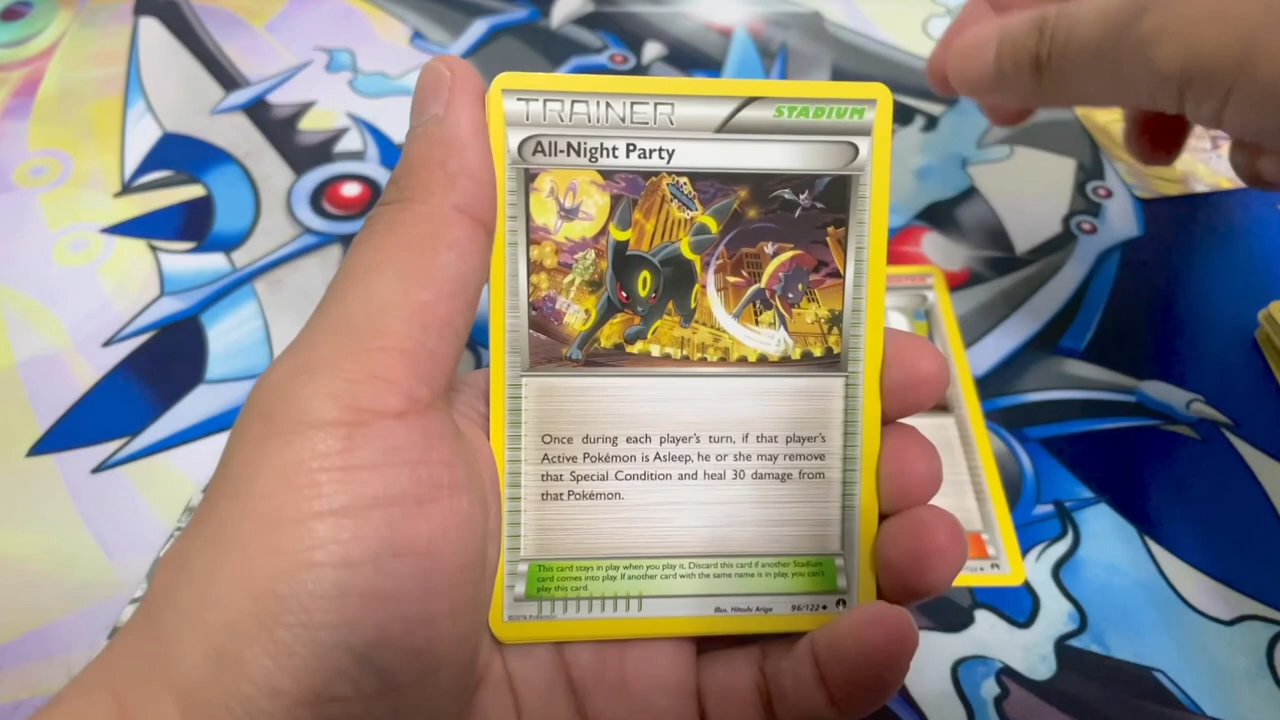 TRAINER
STADIUM
All-Night Party
Once during each player's turn, if that player's
Active Pokémon is Asleep, he or she may remove
that Special Condition and heal 30 damage from
that Pokémon.
This card stays in play when you play it. Discard this card if another Stadium
card comes into play. If another card with the same name is in play, you can't
play this card.
Illus. Hitoshi Ariga
96/122
©2016 Pokémon